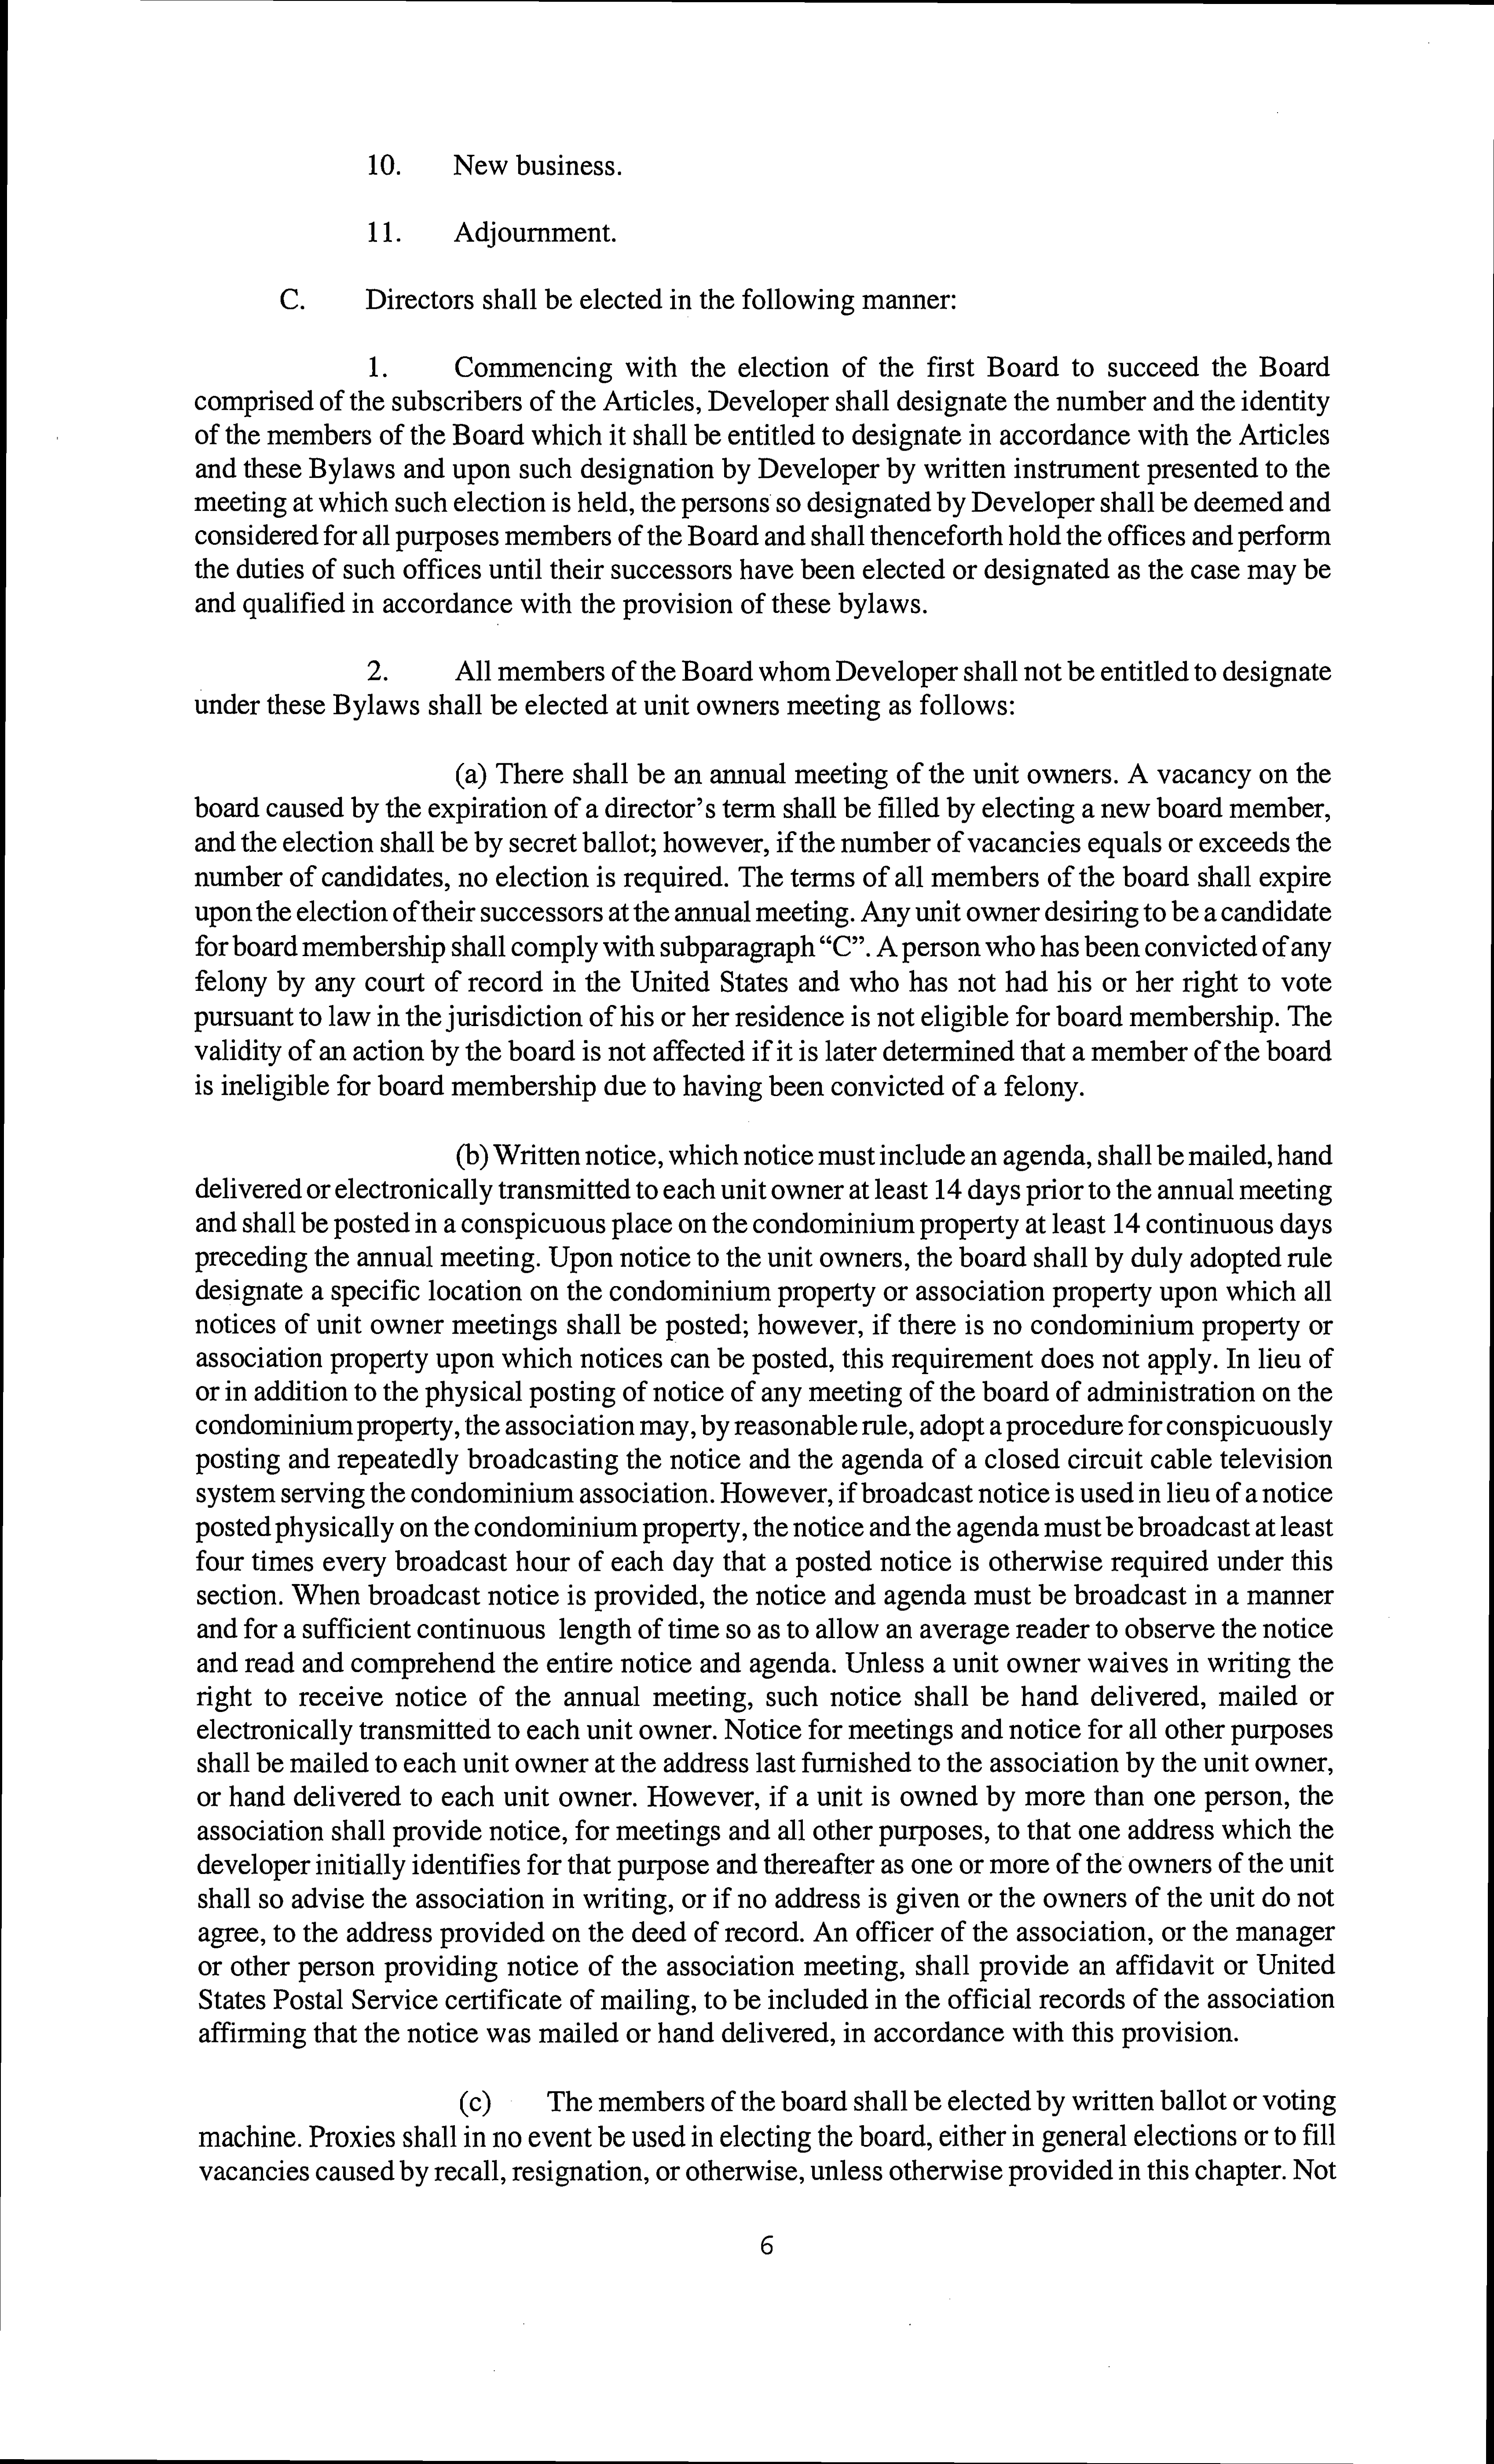 10. New business.
11. Adjournment.
C. Directors shall be elected in the following manner:
1. Commencing with the election of the first Board to succeed the Board
comprised of the subscribers of the Articles, Developer shall designate the number and the identity
of the members of the Board which it shall be entitled to designate in accordance with the Articles
and these Bylaws and upon such designation by Developer by written instrument presented to the
meeting at which such election is held, the persons so designated by Developer shall be deemed and
considered for all purposes members of the Board and shall thenceforth hold the offices and perform
the duties of such offices until their successors have been elected or designated as the case may be
and qualified in accordance with the provision of these bylaws.
2. All members of the Board whom Developer shall not be entitled to designate
under these Bylaws shall be elected at unit owners meeting as follows:
(a) There shall be an annual meeting of the unit owners. A vacancy on the
board caused by the expiration of a director's term shall be filled by electing a new board member,
and the election shall be by secret ballot; however, if the number of vacancies equals or exceeds the
number of candidates, no election is required. The terms of all members of the board shall expire
upon the election of their successors at the annual meeting. Any unit owner desiring to be a candidate
for board membership shall comply with subparagraph “C”. A person who has been convicted of any
felony by any court of record in the United States and who has not had his or her right to vote
pursuant to law in the jurisdiction of his or her residence is not eligible for board membership. The
validity of an action by the board is not affected if it is later determined that a member of the board
is ineligible for board membership due to having been convicted of a felony.
(b) Written notice, which notice must include an agenda, shall be mailed, hand
delivered or electronically transmitted to each unit owner at least 14 days prior to the annual meeting
and shall be posted in a conspicuous place on the condominium property at least 14 continuous days
preceding the annual meeting. Upon notice to the unit owners, the board shall by duly adopted rule
designate a specific location on the condominium property or association property upon which all
notices of unit owner meetings shall be posted; however, if there is no condominium property or
association property upon which notices can be posted, this requirement does not apply. In lieu of
or in addition to the physical posting of notice of any meeting of the board of administration on the
condominium property, the association may, by reasonable rule, adopt a procedure for conspicuously
posting and repeatedly broadcasting the notice and the agenda of a closed circuit cable television
system serving the condominium association. However, if broadcast notice is used in lieu of a notice
posted physically on the condominium property, the notice and the agenda must be broadcast at least
four times every broadcast hour of each day that a posted notice is otherwise required under this
section. When broadcast notice is provided, the notice and agenda must be broadcast in a manner
and for a sufficient continuous length of time so as to allow an average reader to observe the notice
and read and comprehend the entire notice and agenda. Unless a unit owner waives in writing the
right to receive notice of the annual meeting, such notice shall be hand delivered, mailed or
electronically transmitted to each unit owner. Notice for meetings and notice for all other purposes
shall be mailed to each unit owner at the address last furnished to the association by the unit owner,
or hand delivered to each unit owner. However, if a unit is owned by more than one person, the
association shall provide notice, for meetings and all other purposes, to that one address which the
developer initially identifies for that purpose and thereafter as one or more of the owners of the unit
shall so advise the association in writing, or if no address is given or the owners of the unit do not
agree, to the address provided on the deed of record. An officer of the association, or the manager
or other person providing notice of the association meeting, shall provide an affidavit or United
States Postal Service certificate of mailing, to be included in the official records of the association
affirming that the notice was mailed or hand delivered, in accordance with this provision.
(c) The members of the board shall be elected by written ballot or voting
machine. Proxies shall in no event be used in electing the board, either in general elections or to fill
vacancies caused by recall, resignation, or otherwise, unless otherwise provided in this chapter. Not
6